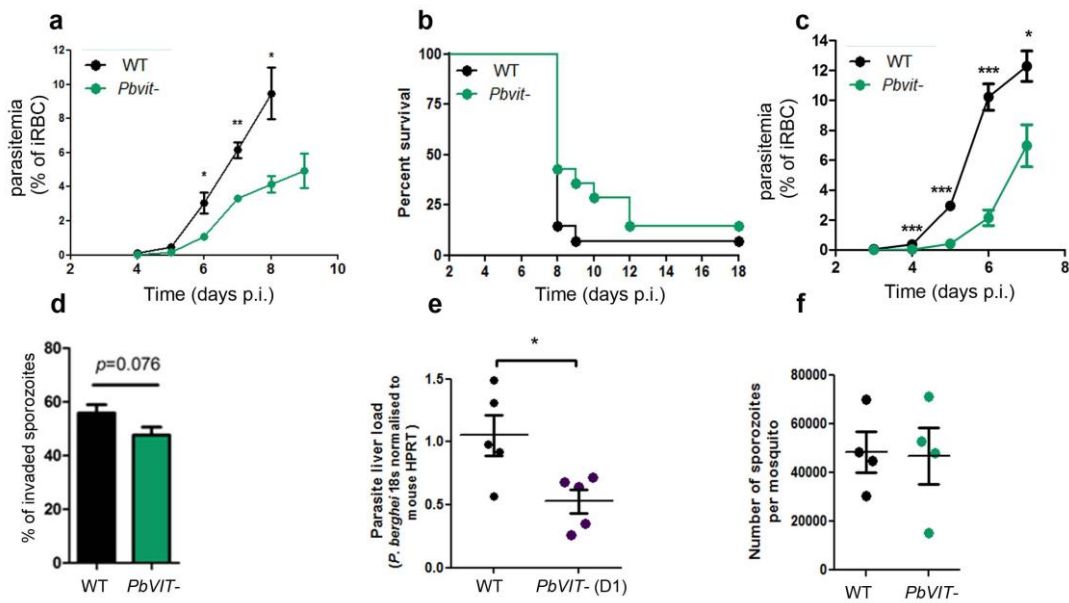 a
12
10
8
6
4
2
0
2 4 6 8 10
parasitemia
(% of iRBC)
Time (days p.i.)
WT
Pbvit-
*
**
*
b
100
75
50
25
0
2 4 6 8 10 12 14 16 18
Percent survival
Time (days p.i.)
WT
Pbvit-
c
14
12
10
8
6
4
2
0
2 4 6 8
parasitemia
(% of iRBC)
Time (days p.i.)
WT
Pbvit-
***
***
***
*
d
80
60
40
20
0
% of invaded sporozoites
p=0.076
WT PbVIT-
e
1.5
1.0
0.5
0.0
Parasite liver load
(P. berghei 18s normalised to
mouse HPRT)
*
WT PbVIT- (D1)
f
80000
60000
40000
20000
0
Number of sporozoites
per mosquito
WT PbVIT-